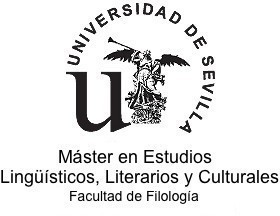 UNIVERSIDAD DE SEVILLA
u
Máster en Estudios
Lingüísticos, Literarios y Culturales
Facultad de Filología